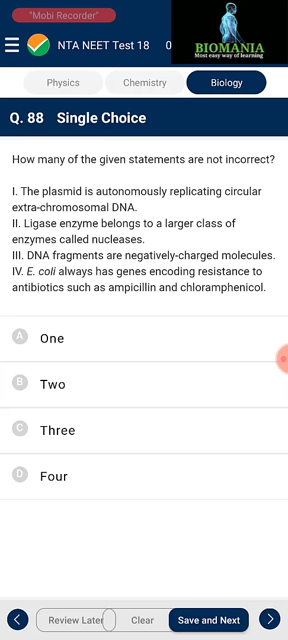 "Mobi Recorder"
NTA NEET Test 18 0
BIOMANIA
Most easy way of learning
Physics Chemistry Biology
Q. 88 Single Choice
How many of the given statements are not incorrect?
I. The plasmid is autonomously replicating circular
extra-chromosomal DNA.
II. Ligase enzyme belongs to a larger class of
enzymes called nucleases.
III. DNA fragments are negatively-charged molecules.
IV. E. coli always has genes encoding resistance to
antibiotics such as ampicillin and chloramphenicol.
A One
B Two
C Three
D Four
Review Later Clear Save and Next